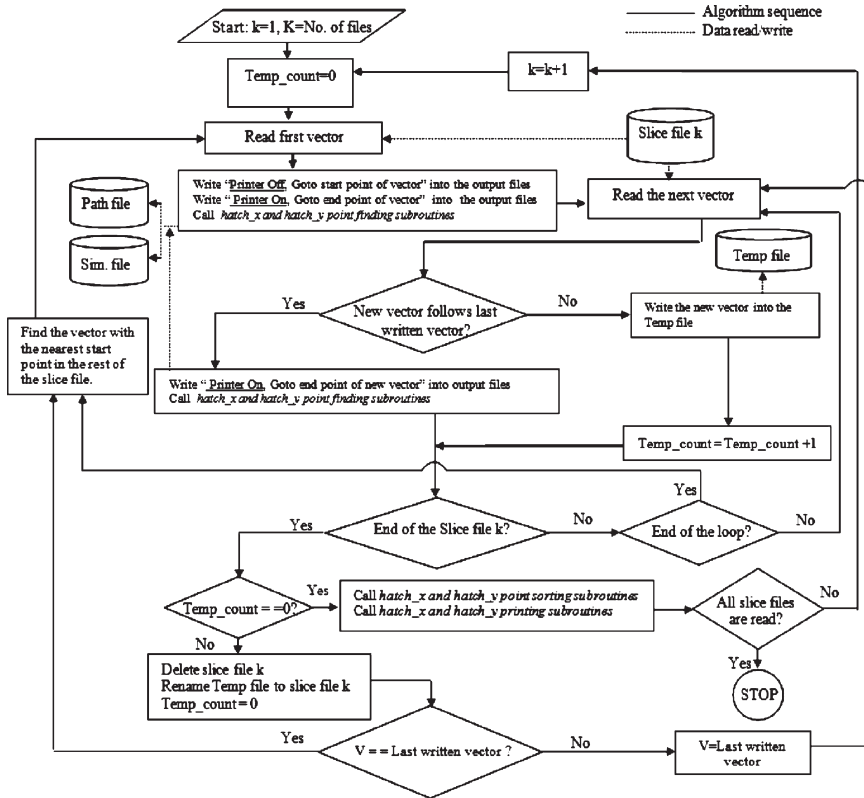 Start: k=1, K=No. of files
Algorithm sequence
Data read/write
Temp_count=0
k=k+1
Read first vector
Slice file k
Write "Printer Off, Goto start point of vector" into the output files
Write " Printer On, Goto end point of vector" into the output files
Call hatch_x and hatch_y point finding subroutines
Read the next vector
Path file
Sim. file
Temp file
Yes
New vector follows last
written vector?
No
Write the new vector into the
Temp file
Find the vector with
the nearest start
point in the rest of
the slice file.
Write " Printer On, Goto end point of new vector" into output files
Call hatch_x and hatch_y point finding subroutines
Temp_count = Temp_count +1
Yes
Yes
End of the Slice file k?
No
End of the loop?
No
Temp_count = =0?
Yes
Call hatch_x and hatch_y point sorting subroutines
Call hatch_x and hatch_y printing subroutines
All slice files
are read?
No
No
Delete slice file k
Rename Temp file to slice file k
Temp_count = 0
Yes
STOP
Yes
V = = Last written vector ?
No
V=Last written
vector